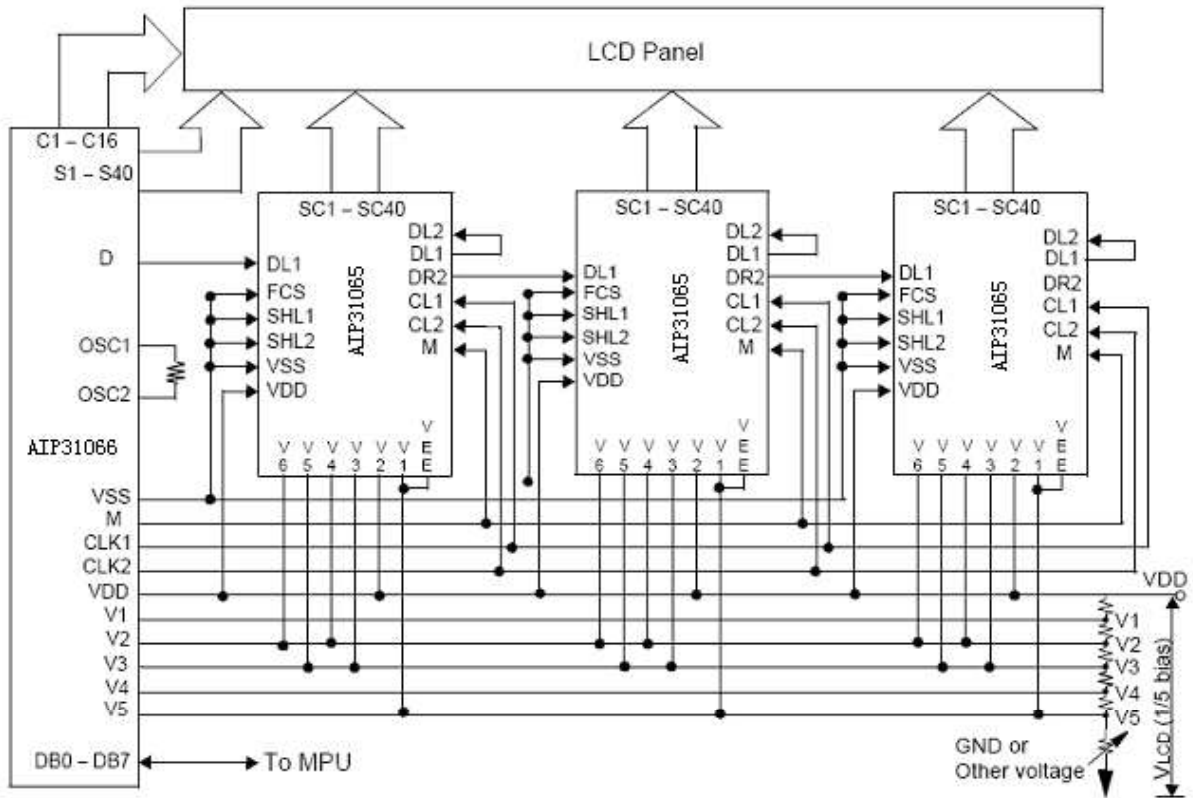 LCD Panel
C1 – C16
S1 – S40
D
OSC1
OSC2
AIP31066
VSS
M
CLK1
CLK2
VDD
V1
V2
V3
V4
V5
DB0 – DB7
To MPU
SC1 – SC40
DL2
DL1
DR2
CL1
CL2
M
DL1
FCS
SHL1
SHL2
VSS
VDD
AIP31065
V6 V5 V4 V3 V2 V1 VEE
SC1 – SC40
DL2
DL1
DR2
CL1
CL2
M
DL1
FCS
SHL1
SHL2
VSS
VDD
AIP31065
V6 V5 V4 V3 V2 V1 VEE
SC1 – SC40
DL2
DL1
DR2
CL1
CL2
M
DL1
FCS
SHL1
SHL2
VSS
VDD
AIP31065
V6 V5 V4 V3 V2 V1 VEE
VDD
V1
V2
V3
V4
V5
VLCD (1/5 bias)
GND or
Other voltage